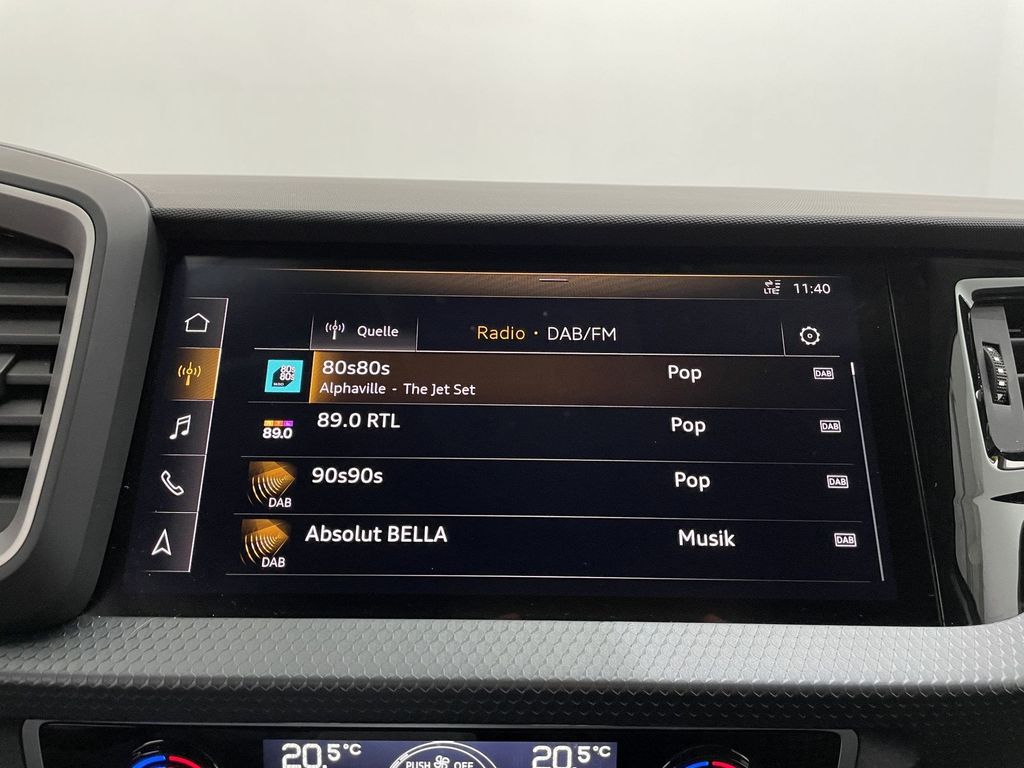 LTE 11:40
Quelle Radio · DAB/FM
80s80s Pop DAB
Alphaville - The Jet Set
89.0 89.0 RTL Pop DAB
90s90s Pop DAB
DAB
Absolut BELLA Musik DAB
DAB
20.5°C PUSH OFF 20.5°C